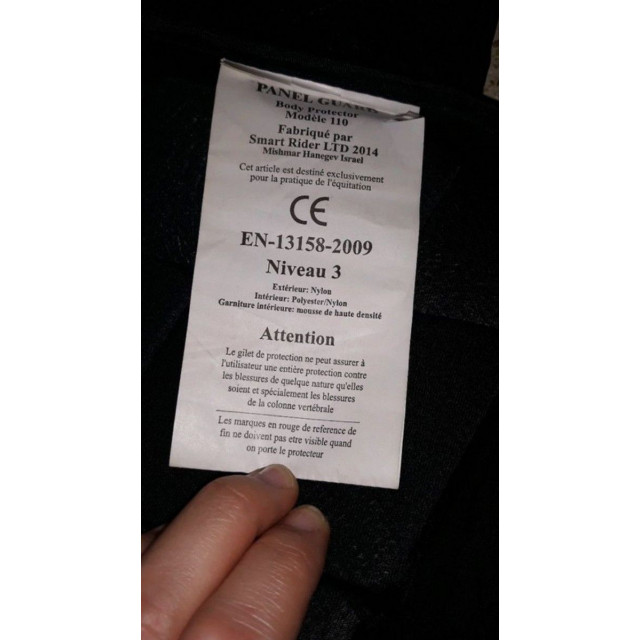 PANEL GUARD
Body Protector
Modèle 110
Fabriqué par
Smart Rider LTD 2014
Mishmar Hanegev Israel
Cet article est destiné exclusivement
pour la pratique de l'équitation
CE
EN-13158-2009
Niveau 3
Extérieur: Nylon
Intérieur: Polyester/Nylon
Garniture intérieure: mousse de haute densité
Attention
Le gilet de protection ne peut assurer à
l'utilisateur une entière protection contre
les blessures de quelque nature qu'elles
soient et spécialement les blessures
de la colonne vertébrale
Les marques en rouge de reference de
fin ne doivent pas etre visible quand
on porte le protecteur